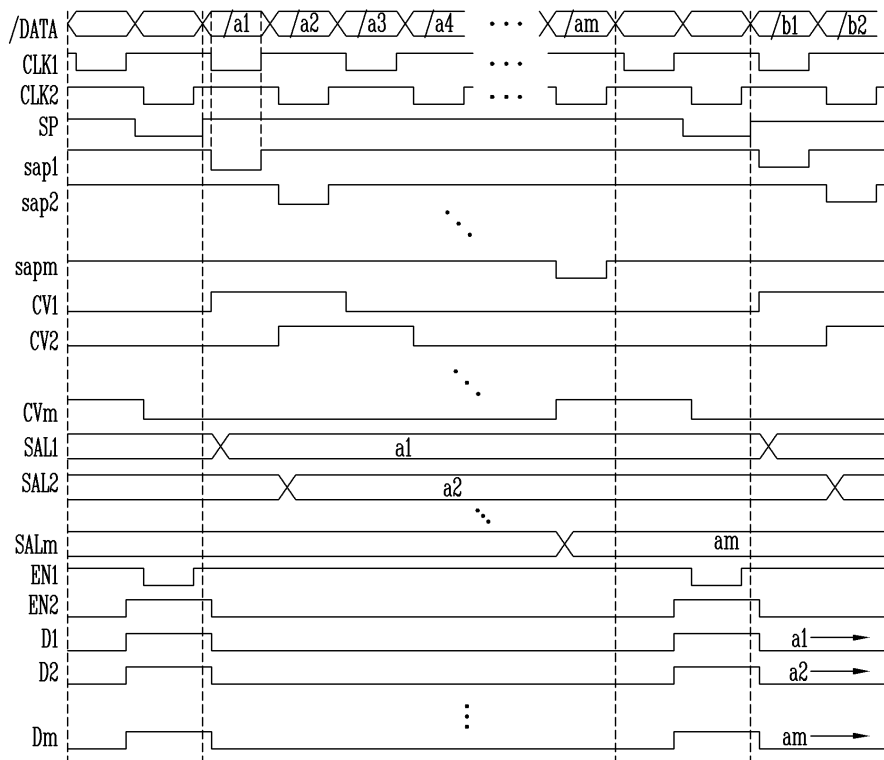 /DATA /a1 /a2 /a3 /a4 ... /am /b1 /b2
CLK1 ...
CLK2 ...
SP
sap1
sap2
sapm
CV1
CV2
CVm
SAL1 a1
SAL2 a2
SALm am
EN1
EN2
D1 a1
D2 a2
Dm am